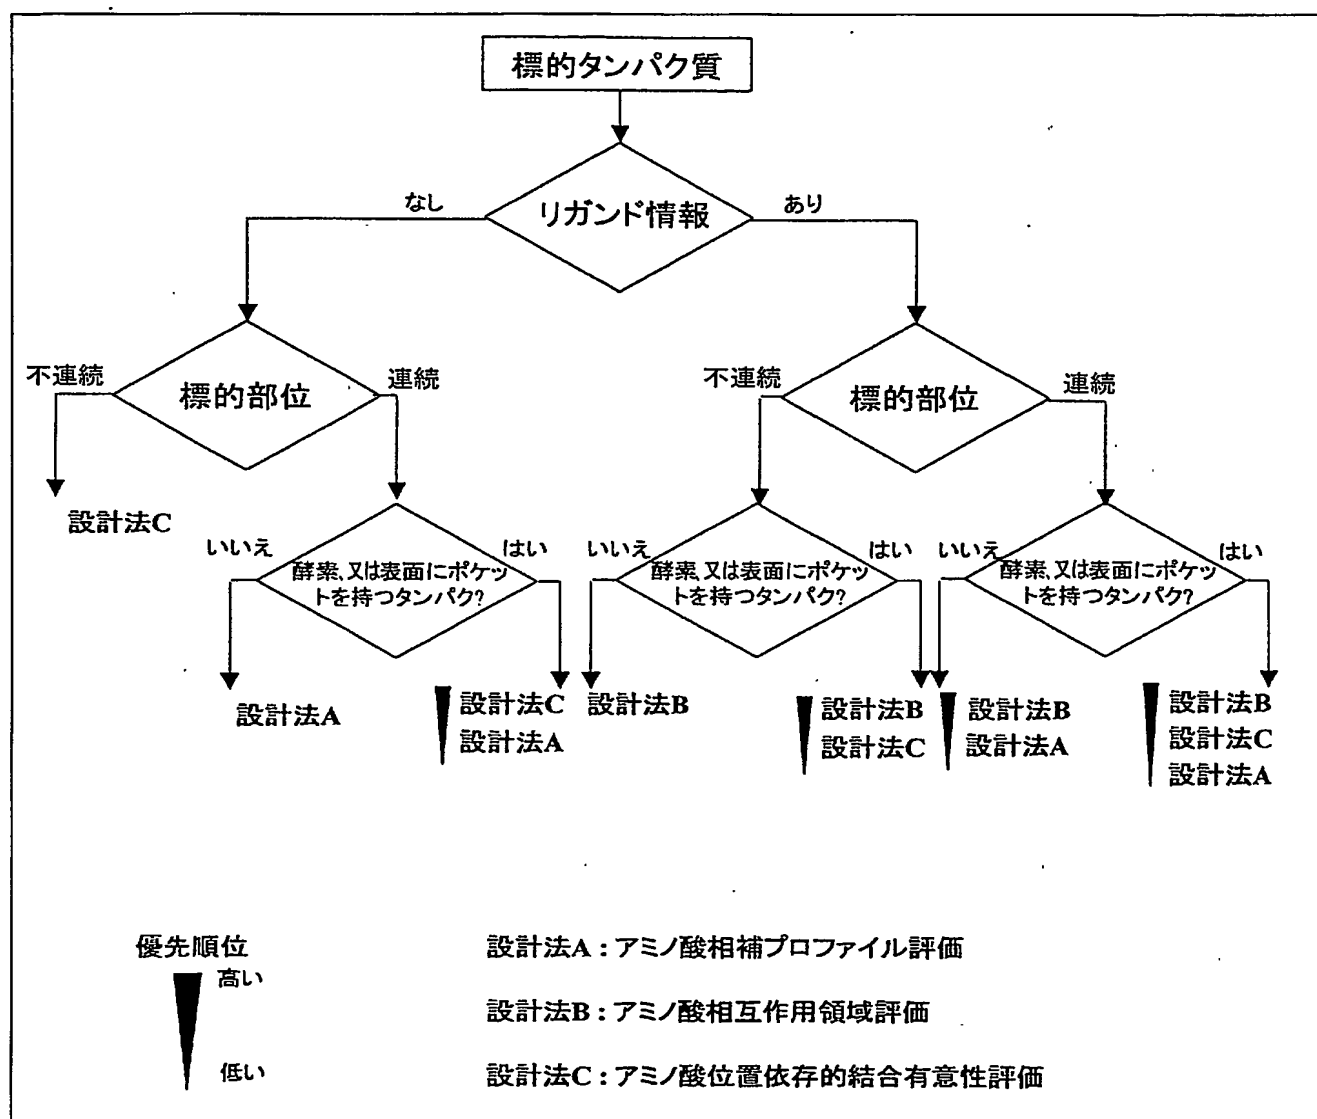 標的タンパク質
リガンド情報
なし
あり
標的部位
不連続
連続
標的部位
不連続
連続
設計法C
酵素、又は表面にポケッ
トを持つタンパク?
いいえ
はい
酵素、又は表面にポケッ
トを持つタンパク?
いいえ
はい
酵素、又は表面にポケッ
トを持つタンパク?
いいえ
はい
設計法A
設計法C
設計法A
設計法B
設計法B
設計法C
設計法B
設計法A
設計法B
設計法C
設計法A
優先順位
高い
低い
設計法A : アミノ酸相補プロファイル評価
設計法B : アミノ酸相互作用領域評価
設計法C : アミノ酸位置依存的結合有意性評価